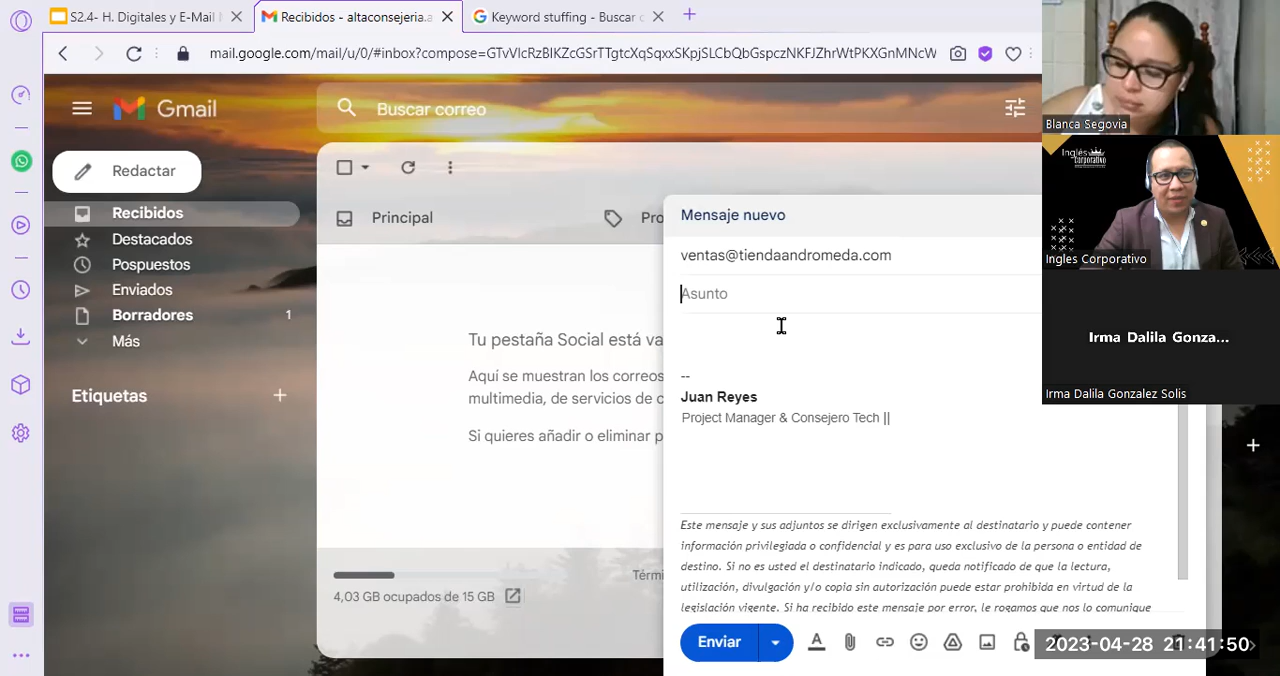 S2.4- H. Digitales y E-Mail
Recibidos - altaconsejeria.a
Keyword stuffing - Buscar c
mail.google.com/mail/u/0/#inbox?compose=GTvVlcRzBlKZcGSrTTgtcXqSqxxSKpjSLCbQbGspczNKFJZhrWtPKXGnMNcW
Gmail
Buscar correo
Redactar
Recibidos
Destacados
Pospuestos
Enviados
Borradores 1
Más
Etiquetas
Principal
Pro
Tu pestaña Social está va
Aquí se muestran los correos
multimedia, de servicios de c
Si quieres añadir o eliminar p
4,03 GB ocupados de 15 GB
Térmi
Mensaje nuevo
ventas@tiendaandromeda.com
Asunto
--
Juan Reyes
Project Manager & Consejero Tech ||
Este mensaje y sus adjuntos se dirigen exclusivamente al destinatario y puede contener
información privilegiada o confidencial y es para uso exclusivo de la persona o entidad de
destino. Si no es usted el destinatario indicado, queda notificado de que la lectura,
utilización, divulgación y/o copia sin autorización puede estar prohibida en virtud de la
legislación vigente. Si ha recibido este mensaje por error, le rogamos que nos lo comunique
Enviar
Blanca Segovia
Inglés
Corporativo
Ingles Corporativo
Irma Dalila Gonza...
Irma Dalila Gonzalez Solis
2023-04-28 21:41:50